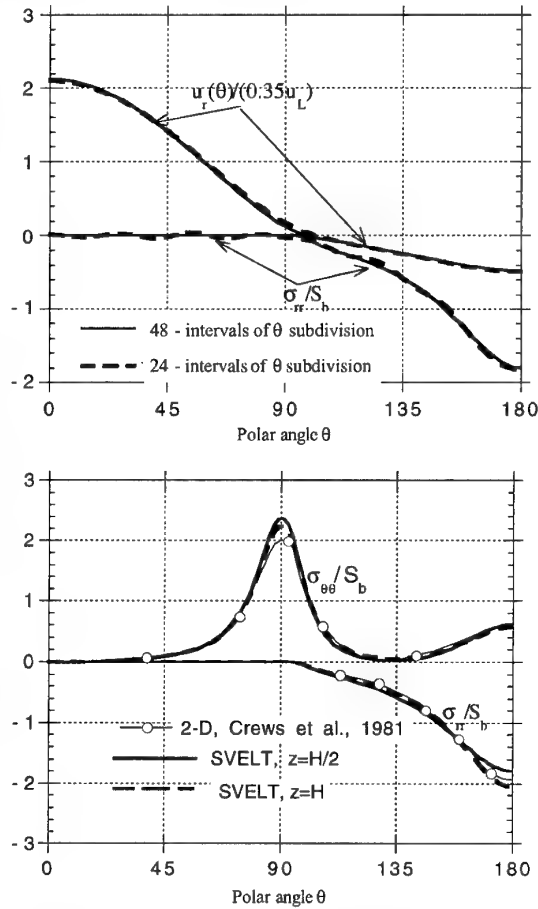 3
2
1
0
- 1
- 2
u_r(θ)/(0.35u_L)
σ_rr/S_b
48 - intervals of θ subdivision
24 - intervals of θ subdivision
0 45 90 135 180
Polar angle θ
3
2
1
0
- 1
- 2
- 3
σ_θθ/S_b
σ_rr/S_b
2-D, Crews et al., 1981
SVELT, z=H/2
SVELT, z=H
0 45 90 135 180
Polar angle θ